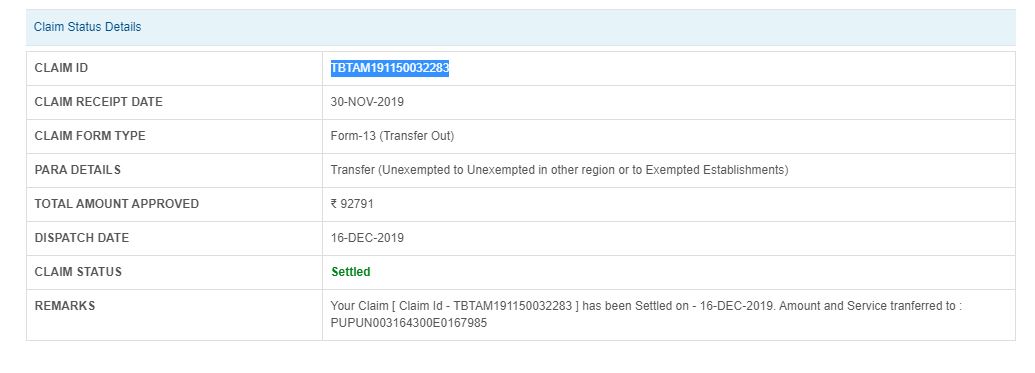 Claim Status Details
CLAIM ID TBTAM191150032283
CLAIM RECEIPT DATE 30-NOV-2019
CLAIM FORM TYPE Form-13 (Transfer Out)
PARA DETAILS Transfer (Unexempted to Unexempted in other region or to Exempted Establishments)
TOTAL AMOUNT APPROVED ₹ 92791
DISPATCH DATE 16-DEC-2019
CLAIM STATUS Settled
REMARKS Your Claim [ Claim Id - TBTAM191150032283 ] has been Settled on - 16-DEC-2019. Amount and Service tranferred to :
PUPUN003164300E0167985